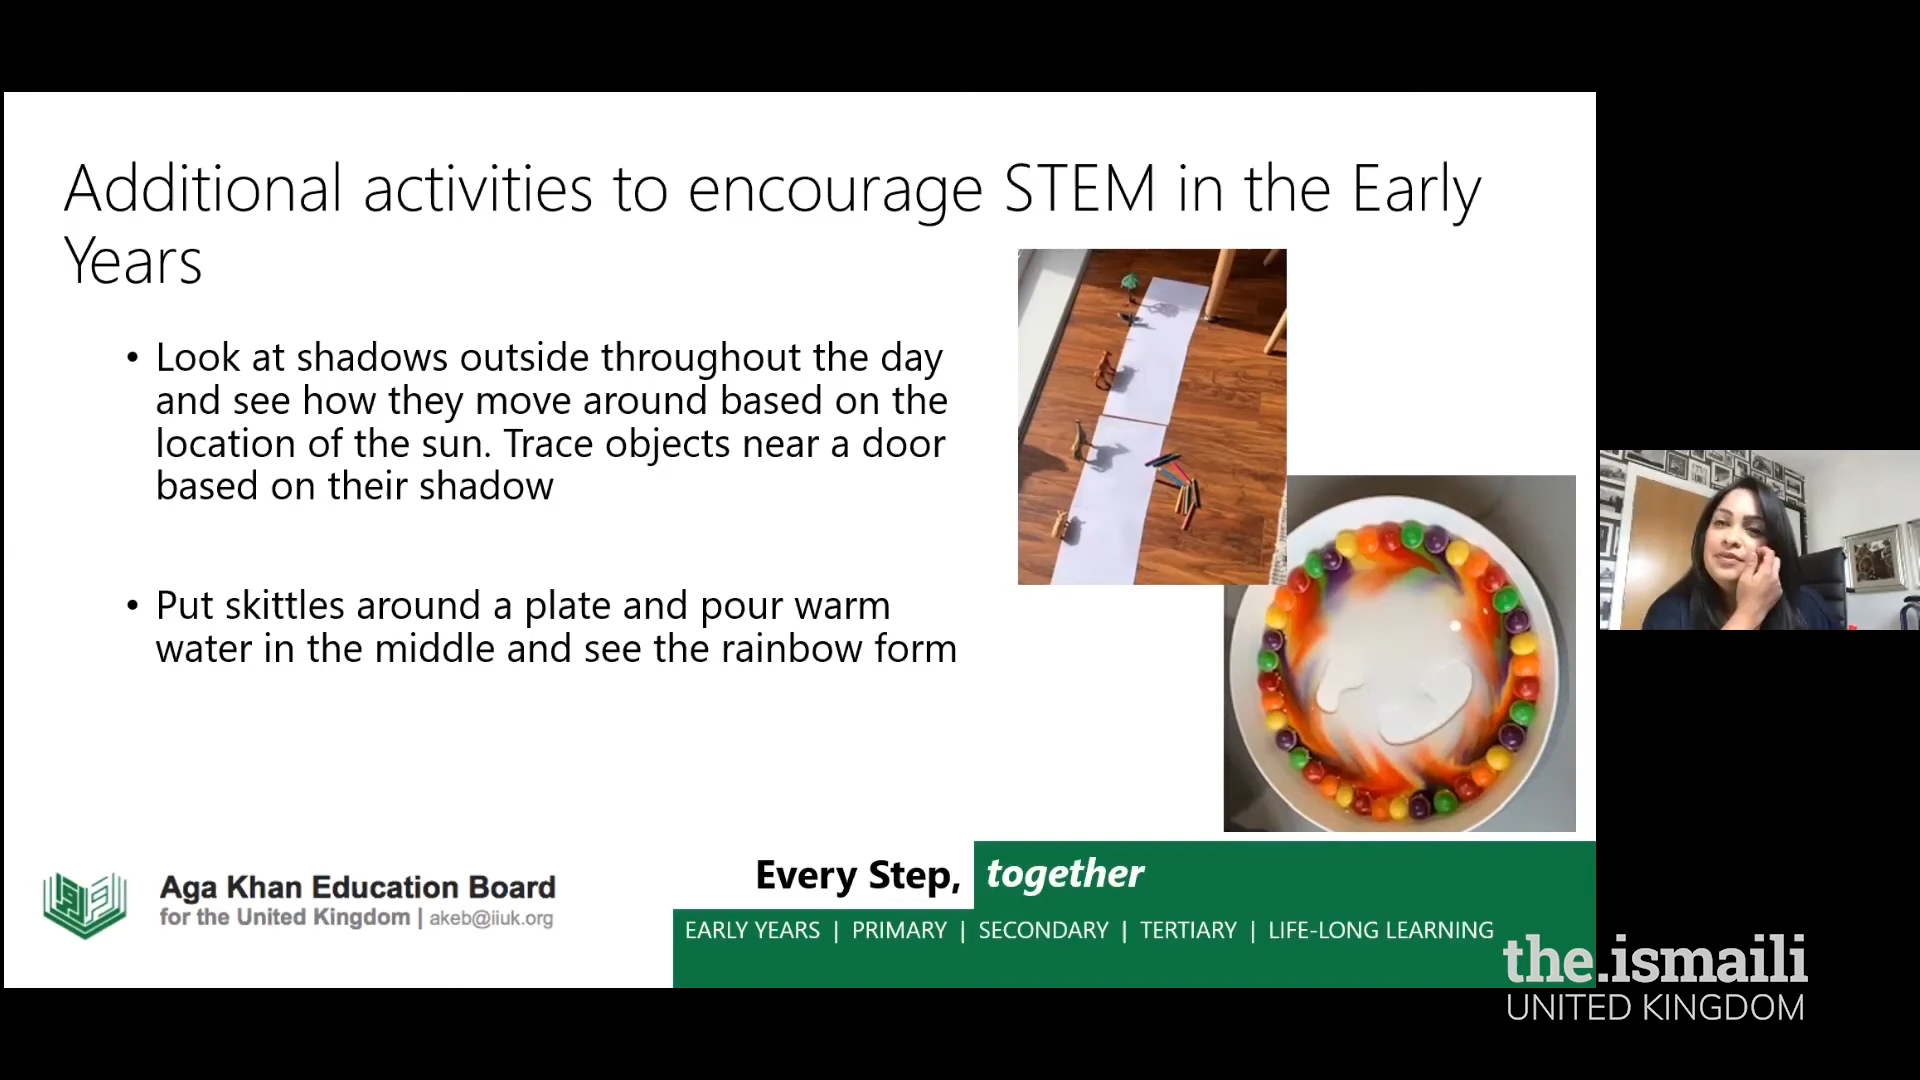 Additional activities to encourage STEM in the Early
Years
• Look at shadows outside throughout the day
and see how they move around based on the
location of the sun. Trace objects near a door
based on their shadow
• Put skittles around a plate and pour warm
water in the middle and see the rainbow form
Aga Khan Education Board
for the United Kingdom | akeb@iiuk.org
Every Step, together
EARLY YEARS | PRIMARY | SECONDARY | TERTIARY | LIFE-LONG LEARNING
the.ismaili
UNITED KINGDOM